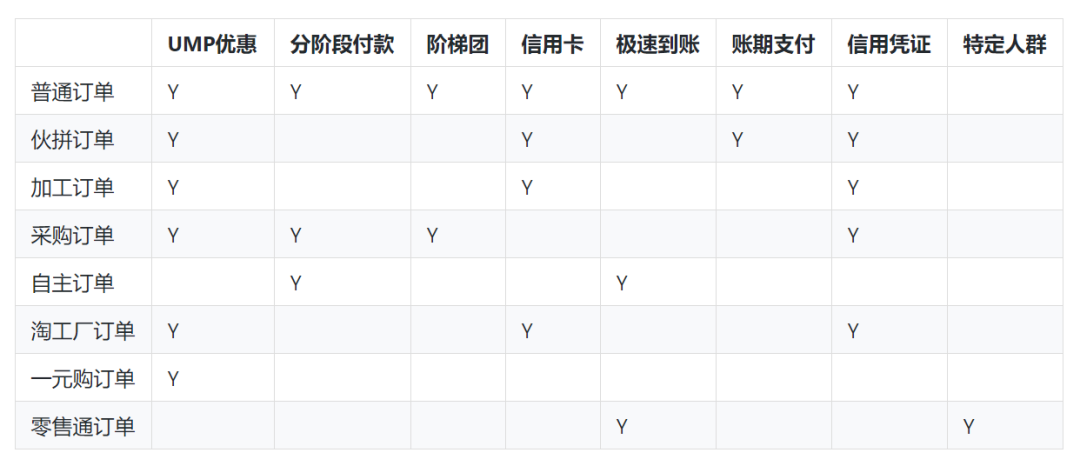 UMP优惠 分阶段付款 阶梯团 信用卡 极速到账 账期支付 信用凭证 特定人群
普通订单 Y Y Y Y Y Y Y
伙拼订单 Y Y Y Y
加工订单 Y Y Y
采购订单 Y Y Y Y
自主订单 Y Y
淘工厂订单 Y Y Y
一元购订单 Y
零售通订单 Y Y